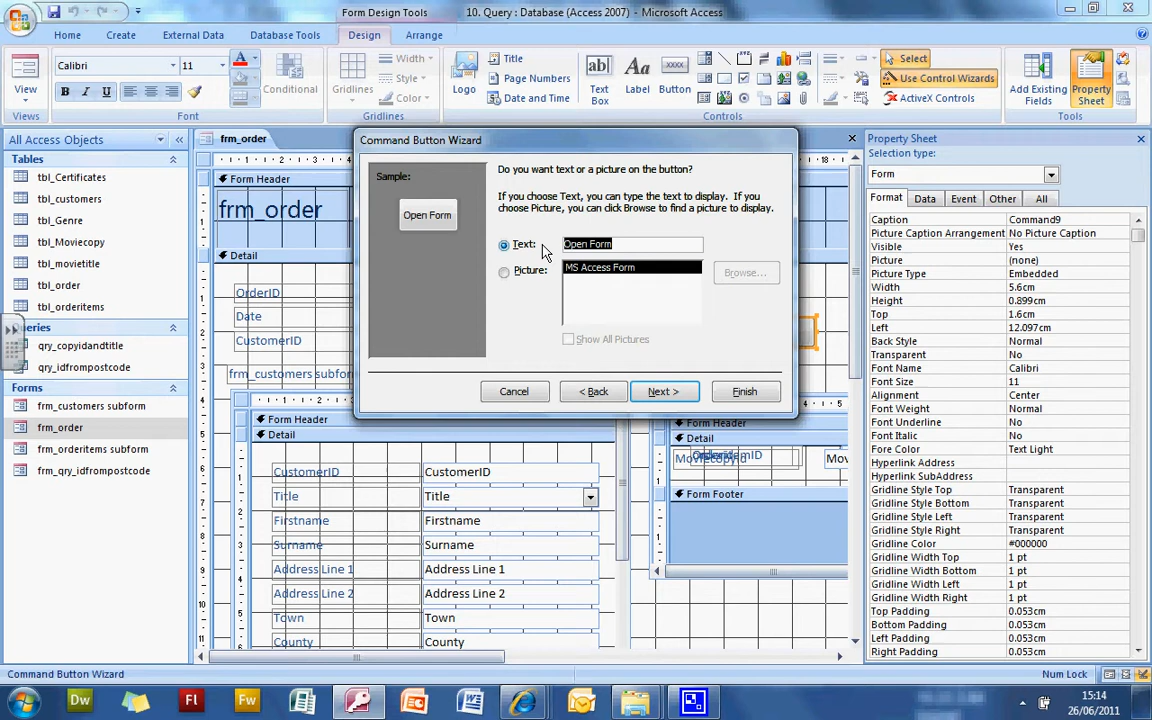 Form Design Tools
10. Query : Database (Access 2007) - Microsoft Access
Home
Create
External Data
Database Tools
Design
Arrange
View
Views
Calibri
11
B I U
Conditional
Font
Gridlines
Width
Style
Color
Gridlines
Logo
Title
Page Numbers
Date and Time
ab|
Text Box
Aa
Label
XXXX
Button
Controls
Select
Use Control Wizards
ActiveX Controls
Add Existing Fields
Property Sheet
Tools
All Access Objects
Tables
tbl_Certificates
tbl_customers
tbl_Genre
tbl_Moviecopy
tbl_movietitle
tbl_order
tbl_orderitems
Queries
qry_copyidandtitle
qry_idfrompostcode
Forms
frm_customers subform
frm_order
frm_orderitems subform
frm_qry_idfrompostcode
frm_order
Form Header
frm_order
Detail
OrderID
Date
CustomerID
frm_customers subform
Form Header
Detail
CustomerID CustomerID
Title Title
Firstname Firstname
Surname Surname
Address Line 1 Address Line 1
Address Line 2 Address Line 2
Town Town
County County
Form Header
Detail
Form Footer
Command Button Wizard
Sample:
Open Form
Do you want text or a picture on the button?
If you choose Text, you can type the text to display. If you
choose Picture, you can click Browse to find a picture to display.
Text: Open Form
Picture: MS Access Form
Browse...
Show All Pictures
Cancel
< Back
Next >
Finish
Property Sheet
Selection type:
Form
Format Data Event Other All
Caption Command9
Picture Caption Arrangement No Picture Caption
Visible Yes
Picture (none)
Picture Type Embedded
Width 5.6cm
Height 0.899cm
Top 1.6cm
Left 12.097cm
Back Style Normal
Transparent No
Font Name Calibri
Font Size 11
Alignment Center
Font Weight Normal
Font Underline No
Font Italic No
Fore Color Text Light
Hyperlink Address
Hyperlink SubAddress
Gridline Style Top Transparent
Gridline Style Bottom Transparent
Gridline Style Left Transparent
Gridline Style Right Transparent
Gridline Color #000000
Gridline Width Top 1 pt
Gridline Width Bottom 1 pt
Gridline Width Left 1 pt
Gridline Width Right 1 pt
Top Padding 0.053cm
Bottom Padding 0.053cm
Left Padding 0.053cm
Right Padding 0.053cm
Command Button Wizard
Num Lock
Dw
Fl
Fw
15:14
26/06/2011